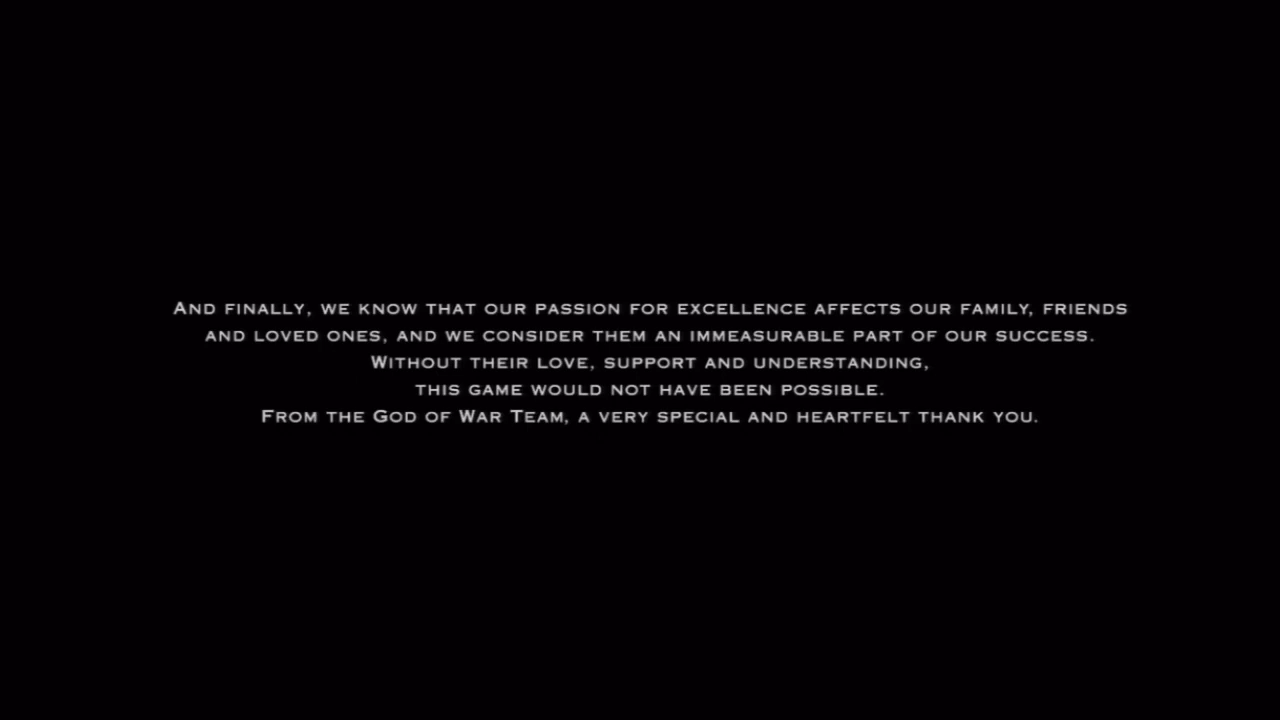 And finally, we know that our passion for excellence affects our family, friends
and loved ones, and we consider them an immeasurable part of our success.
Without their love, support and understanding,
this game would not have been possible.
From the God of War Team, a very special and heartfelt thank you.